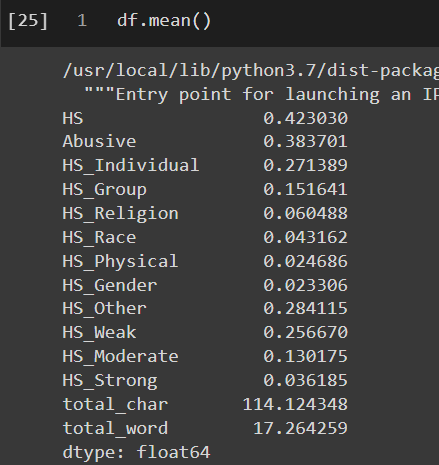 [25] 1 df.mean()
/usr/local/lib/python3.7/dist-packag
"""Entry point for launching an IP
HS 0.423030
Abusive 0.383701
HS_Individual 0.271389
HS_Group 0.151641
HS_Religion 0.060488
HS_Race 0.043162
HS_Physical 0.024686
HS_Gender 0.023306
HS_Other 0.284115
HS_Weak 0.256670
HS_Moderate 0.130175
HS_Strong 0.036185
total_char 114.124348
total_word 17.264259
dtype: float64